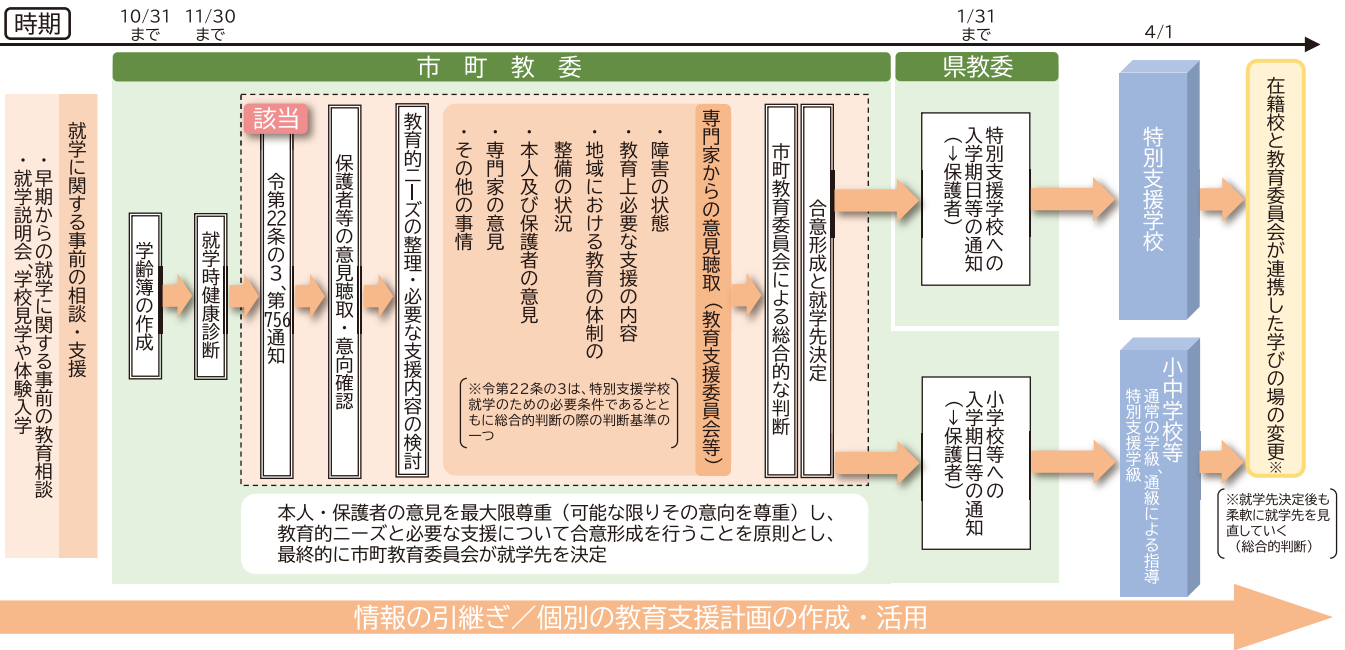 時期
10/31
まで
11/30
まで
1/31
まで
4/1
市町教委
県教委
就学に関する事前の相談・支援
・早期からの就学に関する事前の教育相談
・就学説明会、学校見学や体験入学
学齢簿の作成
就学時健康診断
該当
令第22条の3、第756通知
保護者等の意見聴取・意向確認
教育的ニーズの整理・必要な支援内容の検討
専門家からの意見聴取（教育支援委員会等）
・障害の状態
・教育上必要な支援の内容
・地域における教育の体制の
整備の状況
・本人及び保護者の意見
・専門家の意見
・その他の事情
※令第22条の3は、特別支援学校
就学のための必要条件であるとと
もに総合的判断の際の判断基準の
一つ
市町教育委員会による総合的な判断
合意形成と就学先決定
本人・保護者の意見を最大限尊重（可能な限りその意向を尊重）し、
教育的ニーズと必要な支援について合意形成を行うことを原則とし、
最終的に市町教育委員会が就学先を決定
特別支援学校への
入学期日等の通知
（→保護者）
小学校等への
入学期日等の通知
（→保護者）
特別支援学校
小中学校等
通常の学級、通級による指導
特別支援学級
在籍校と教育委員会が連携した学びの場の変更※
※就学先決定後も
柔軟に就学先を見
直していく
（総合的判断）
情報の引継ぎ／個別の教育支援計画の作成・活用